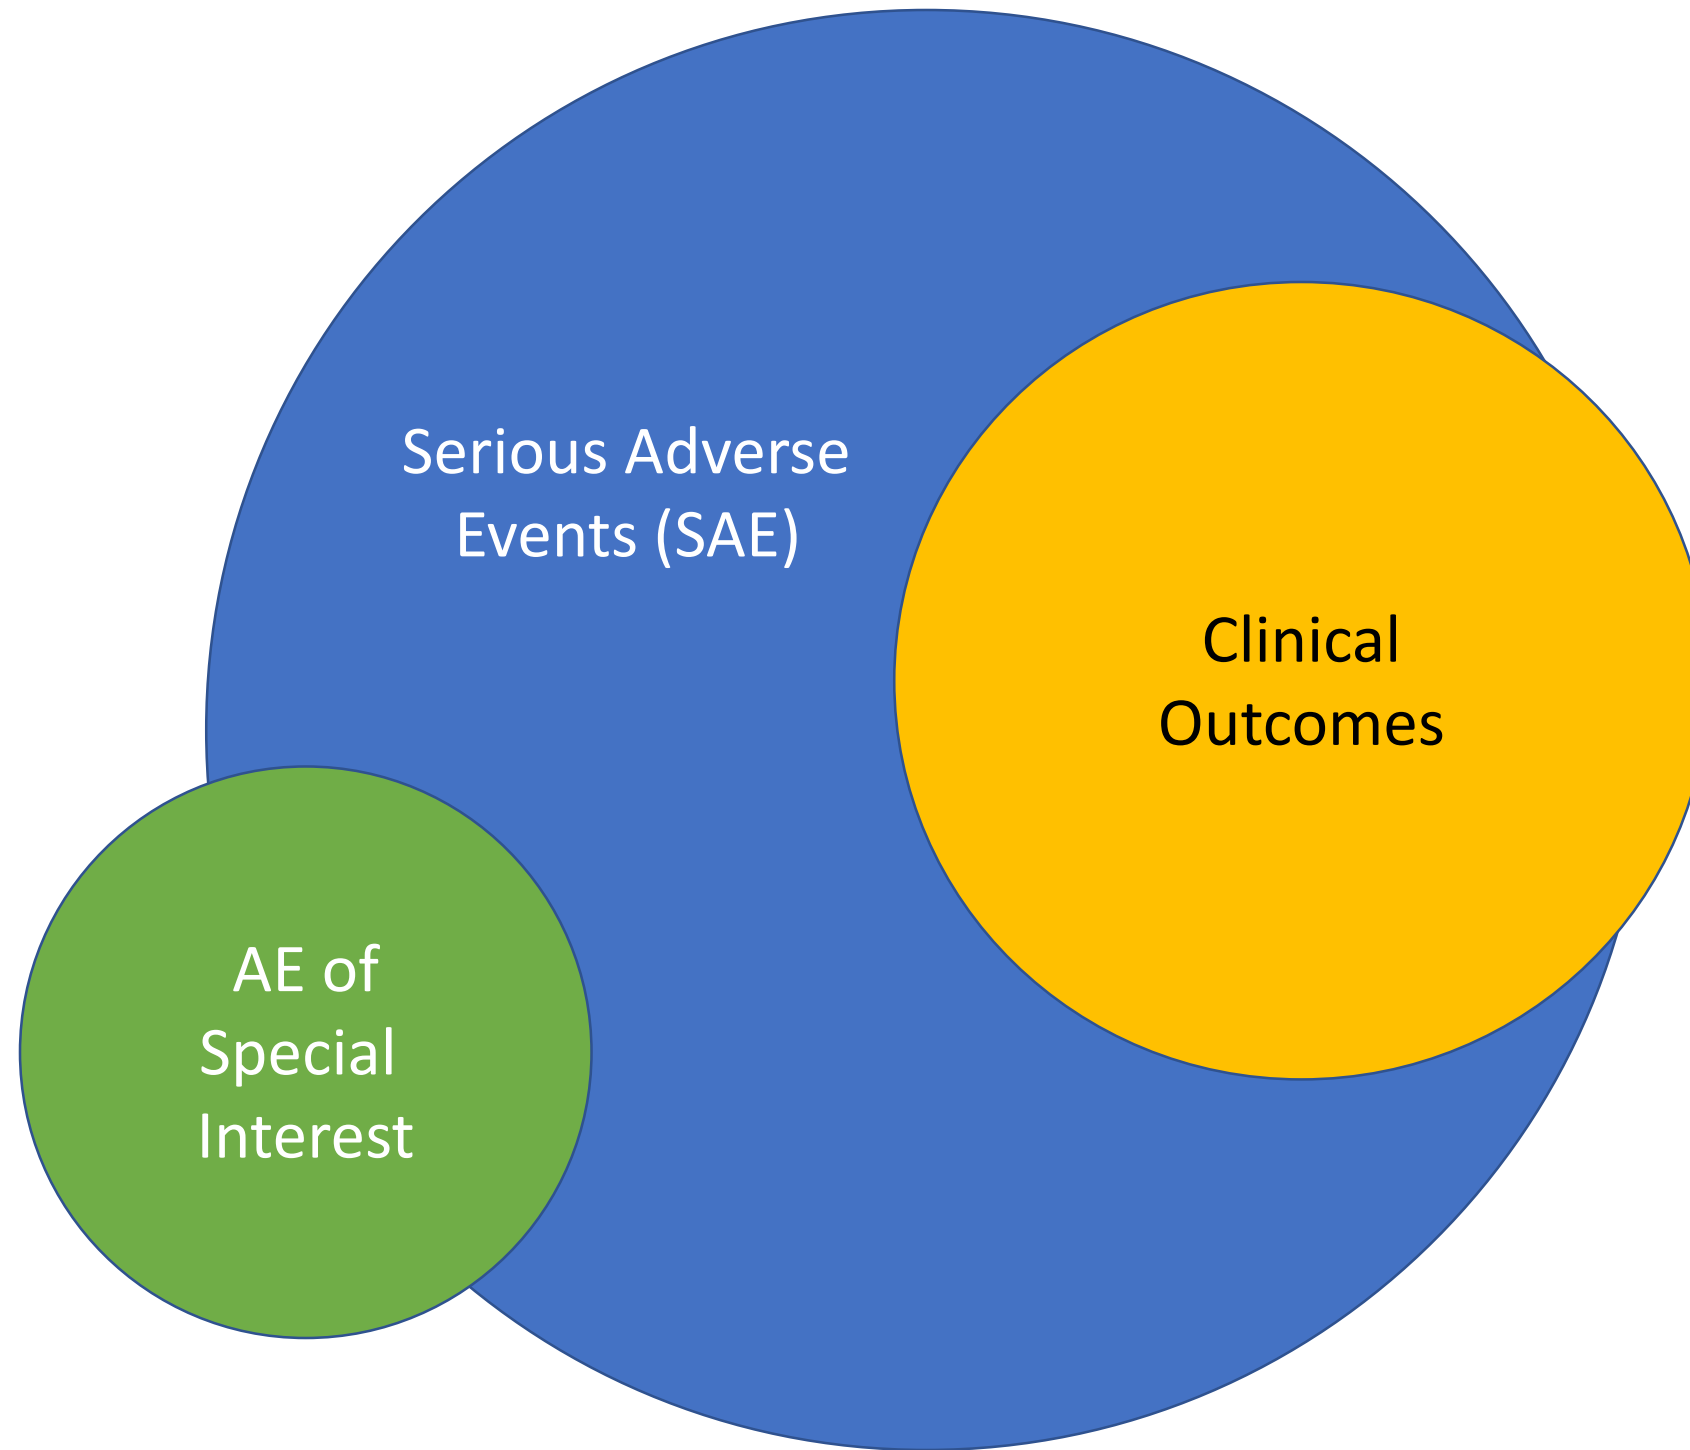 Serious Adverse
Events (SAE)
Clinical
Outcomes
AE of
Special
Interest